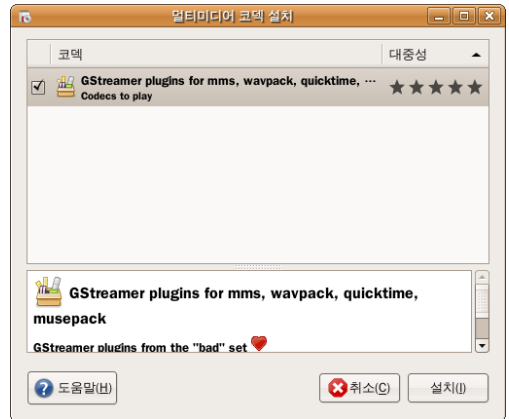 멀티미디어 코덱 설치
코덱 대중성
GStreamer plugins for mms, wavpack, quicktime, ...
Codecs to play
GStreamer plugins for mms, wavpack, quicktime,
musepack
GStreamer plugins from the "bad" set
도움말(H) 취소(C) 설치(I)